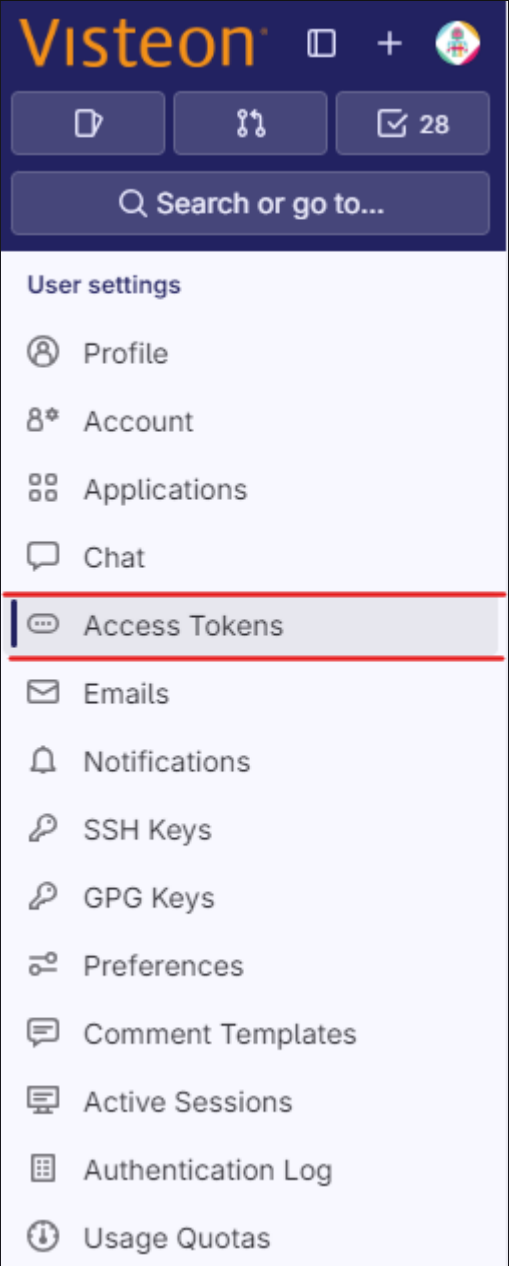 Visteon
28
Search or go to...
User settings
Profile
Account
Applications
Chat
Access Tokens
Emails
Notifications
SSH Keys
GPG Keys
Preferences
Comment Templates
Active Sessions
Authentication Log
Usage Quotas